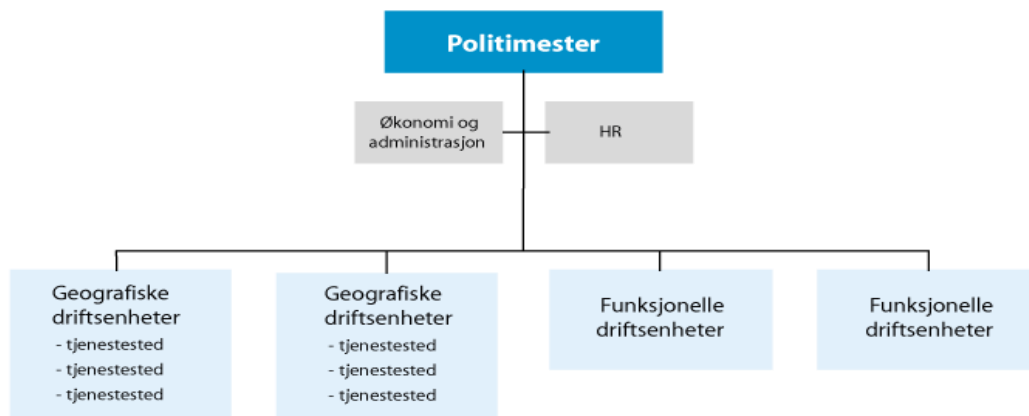 Politimester
Økonomi og
administrasjon
HR
Geografiske
driftsenheter
- tjenestested
- tjenestested
- tjenestested
Geografiske
driftsenheter
- tjenestested
- tjenestested
- tjenestested
Funksjonelle
driftsenheter
Funksjonelle
driftsenheter